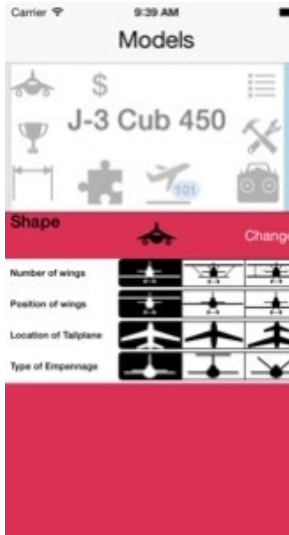 Carrier 9:39 AM
Models
$
J-3 Cub 450
101
Shape
Change
Number of wings
Position of wings
Location of Tailplane
Type of Empennage